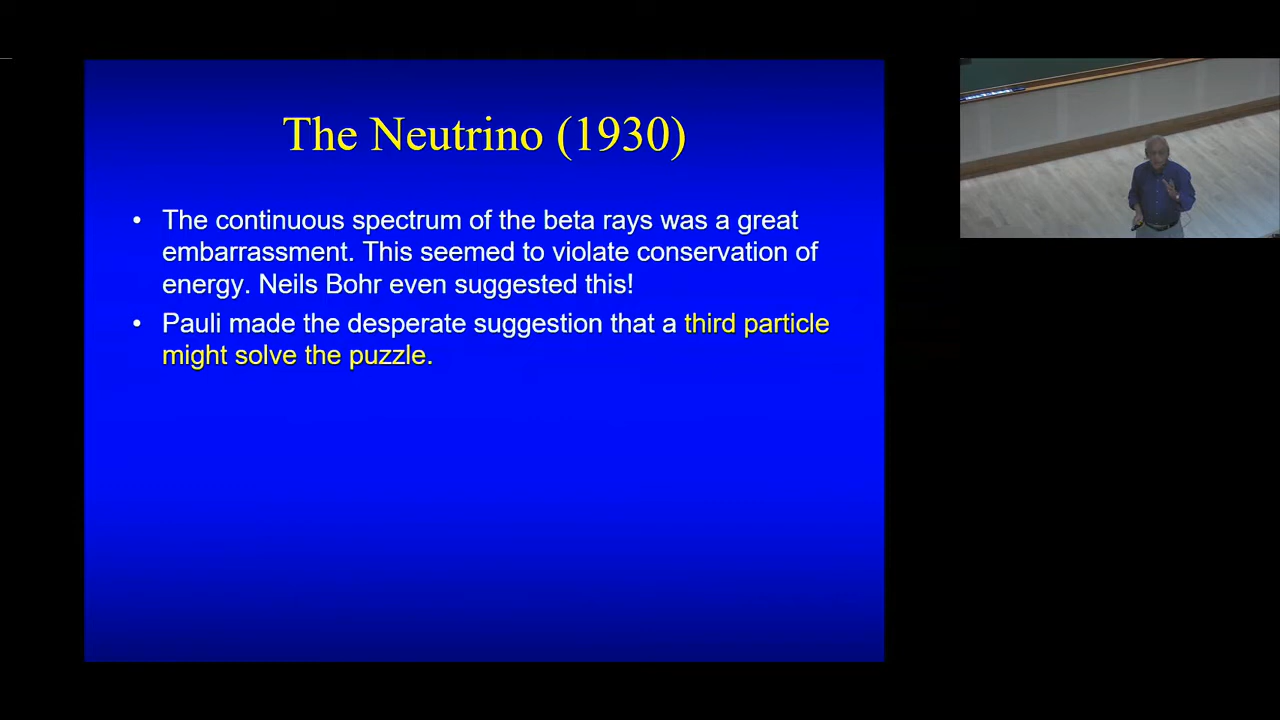 The Neutrino (1930)
• The continuous spectrum of the beta rays was a great
embarrassment. This seemed to violate conservation of
energy. Neils Bohr even suggested this!
• Pauli made the desperate suggestion that a third particle
might solve the puzzle.